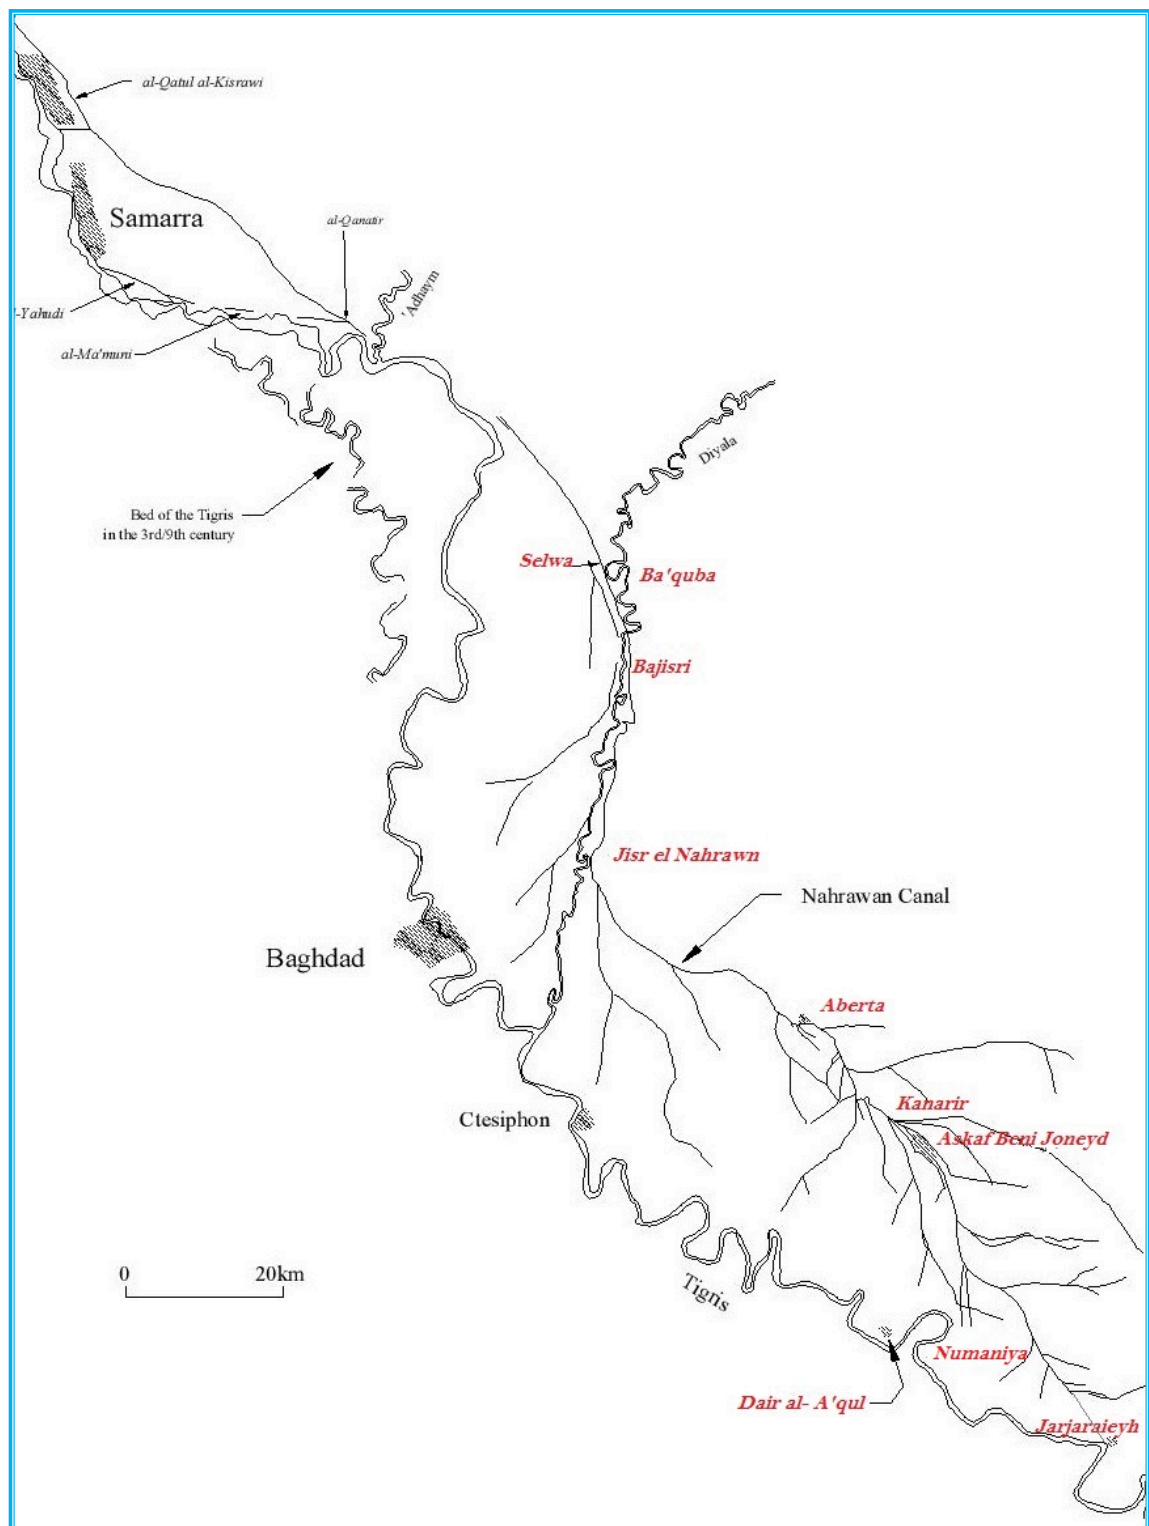 al-Qatul al-Kisrawi
Samarra
al-Qanatir
'Adhaym
l-Yahudi
al-Ma'muni
Diyala
Bed of the Tigris
in the 3rd/9th century
Selwa
Ba'quba
Bajisri
Jisr el Nahrawn
Nahrawan Canal
Baghdad
Aberta
Kanarir
Ctesiphon
Askaf Beni Joneyd
0 20km
Tigris
Numaniya
Dair al- A'qul
Jarjaraieyh